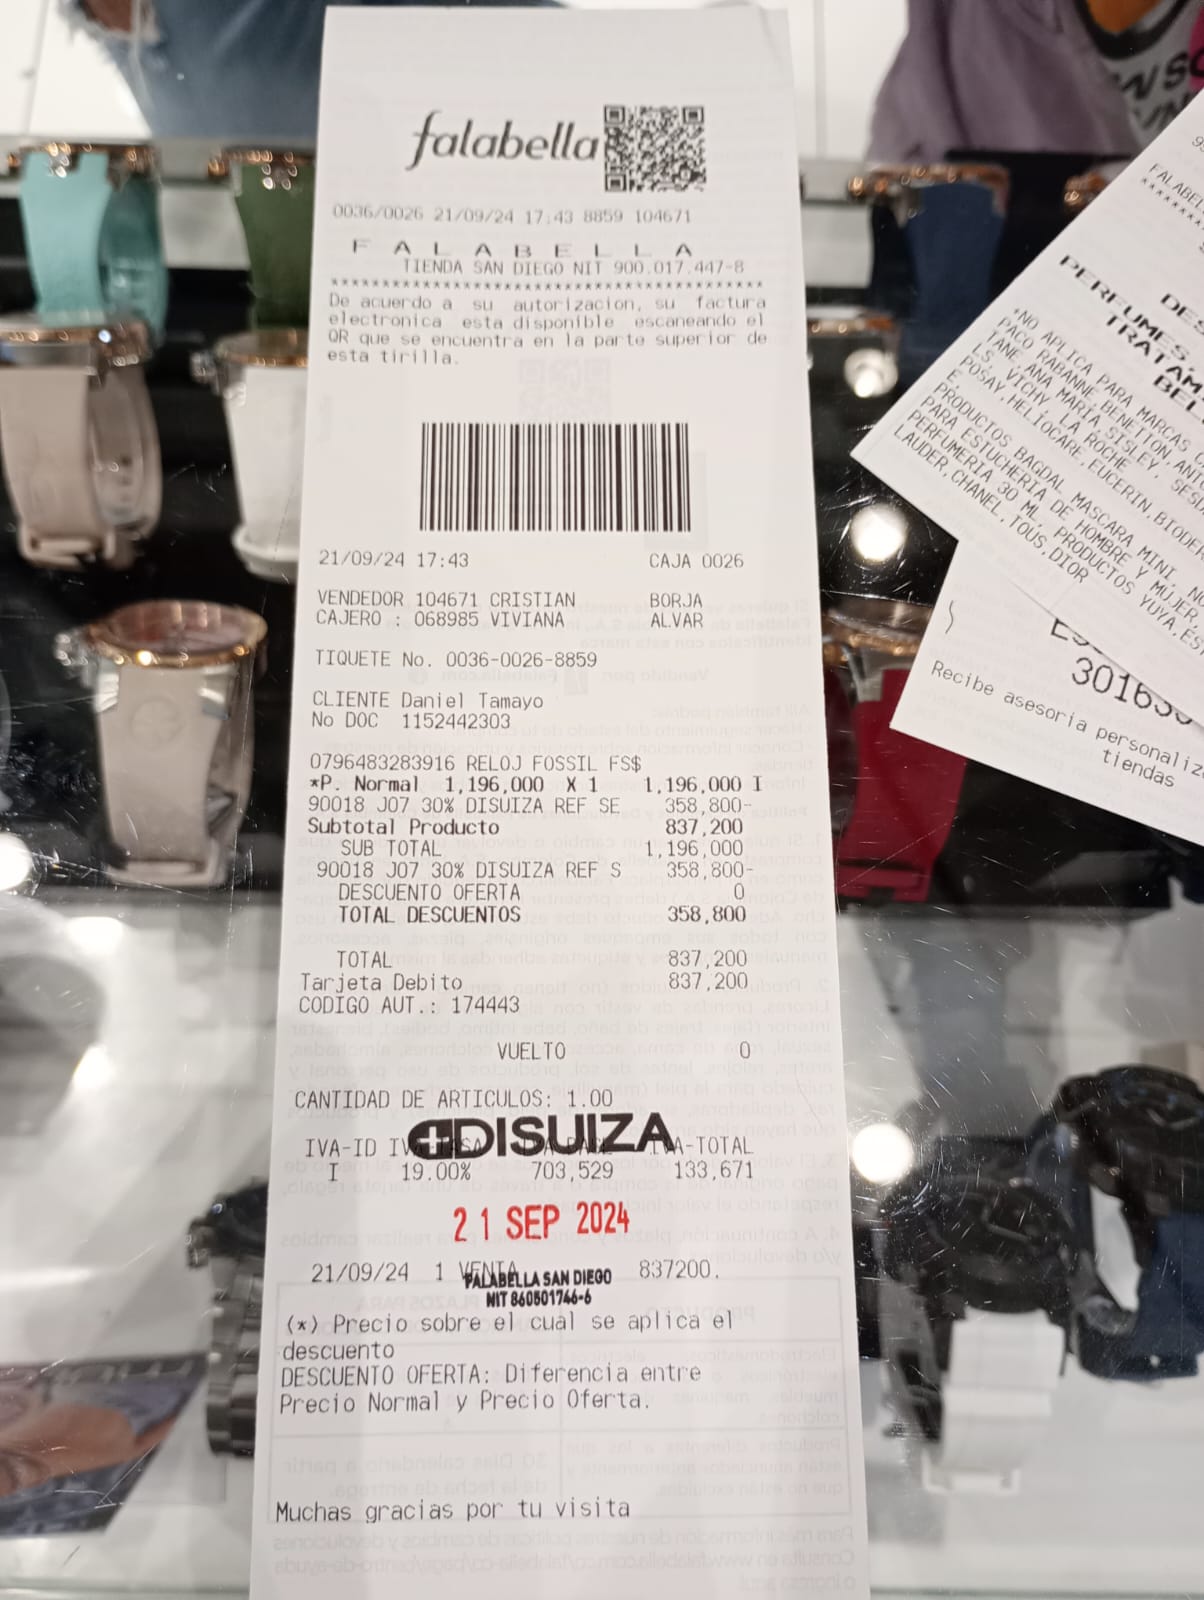 falabella
0036/0026 21/09/24 17:43 8859 104671
F A L A B E L L A
TIENDA SAN DIEGO NIT 900.017.447-8
******************************************
De acuerdo a su autorizacion, su factura
electronica esta disponible escaneando el
QR que se encuentra en la parte superior de
esta tirilla.
21/09/24 17:43 CAJA 0026
VENDEDOR 104671 CRISTIAN BORJA
CAJERO : 068985 VIVIANA ALVAR
TIQUETE No. 0036-0026-8859
CLIENTE Daniel Tamayo
No DOC 1152442303
0796483283916 RELOJ FOSSIL FS$
*P. Normal 1,196,000 X 1 1,196,000 I
90018 J07 30% DISUIZA REF SE 358,800-
Subtotal Producto 837,200
SUB TOTAL 1,196,000
90018 J07 30% DISUIZA REF S 358,800-
DESCUENTO OFERTA 0
TOTAL DESCUENTOS 358,800
TOTAL 837,200
Tarjeta Debito 837,200
CODIGO AUT.: 174443
VUELTO 0
CANTIDAD DE ARTICULOS: 1.00
DISUIZA
IVA-ID
I 19.00% 703,529 133,671
21 SEP 2024
21/09/24 1 VENTA 837200.
FALABELLA SAN DIEGO
NIT 860501746-6
(*) Precio sobre el cual se aplica el
descuento
DESCUENTO OFERTA: Diferencia entre
Precio Normal y Precio Oferta.
Muchas gracias por tu visita
PERFUMES,
*NO APLICA PARA MARCAS
PACO RABANNE, BENETTON,
ANA MARIA, SISLEY,
VICHY LA ROCHE
POSAY, HELIOCARE, EUCERIN,
PRODUCTOS BAGDAL MASCARA MINI,
PARA ESTUCHERIA DE HOMBRE Y MUJER,
PERFUMERIA 30 ML, PRODUCTOS YUYA,
LAUDER, CHANEL, TOUS, DIOR
Recibe asesoria
tiendas